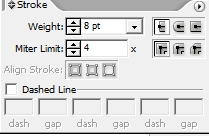 Stroke
Weight: 8 pt
Miter Limit: 4 x
Align Stroke:
Dashed Line
dash gap dash gap dash gap